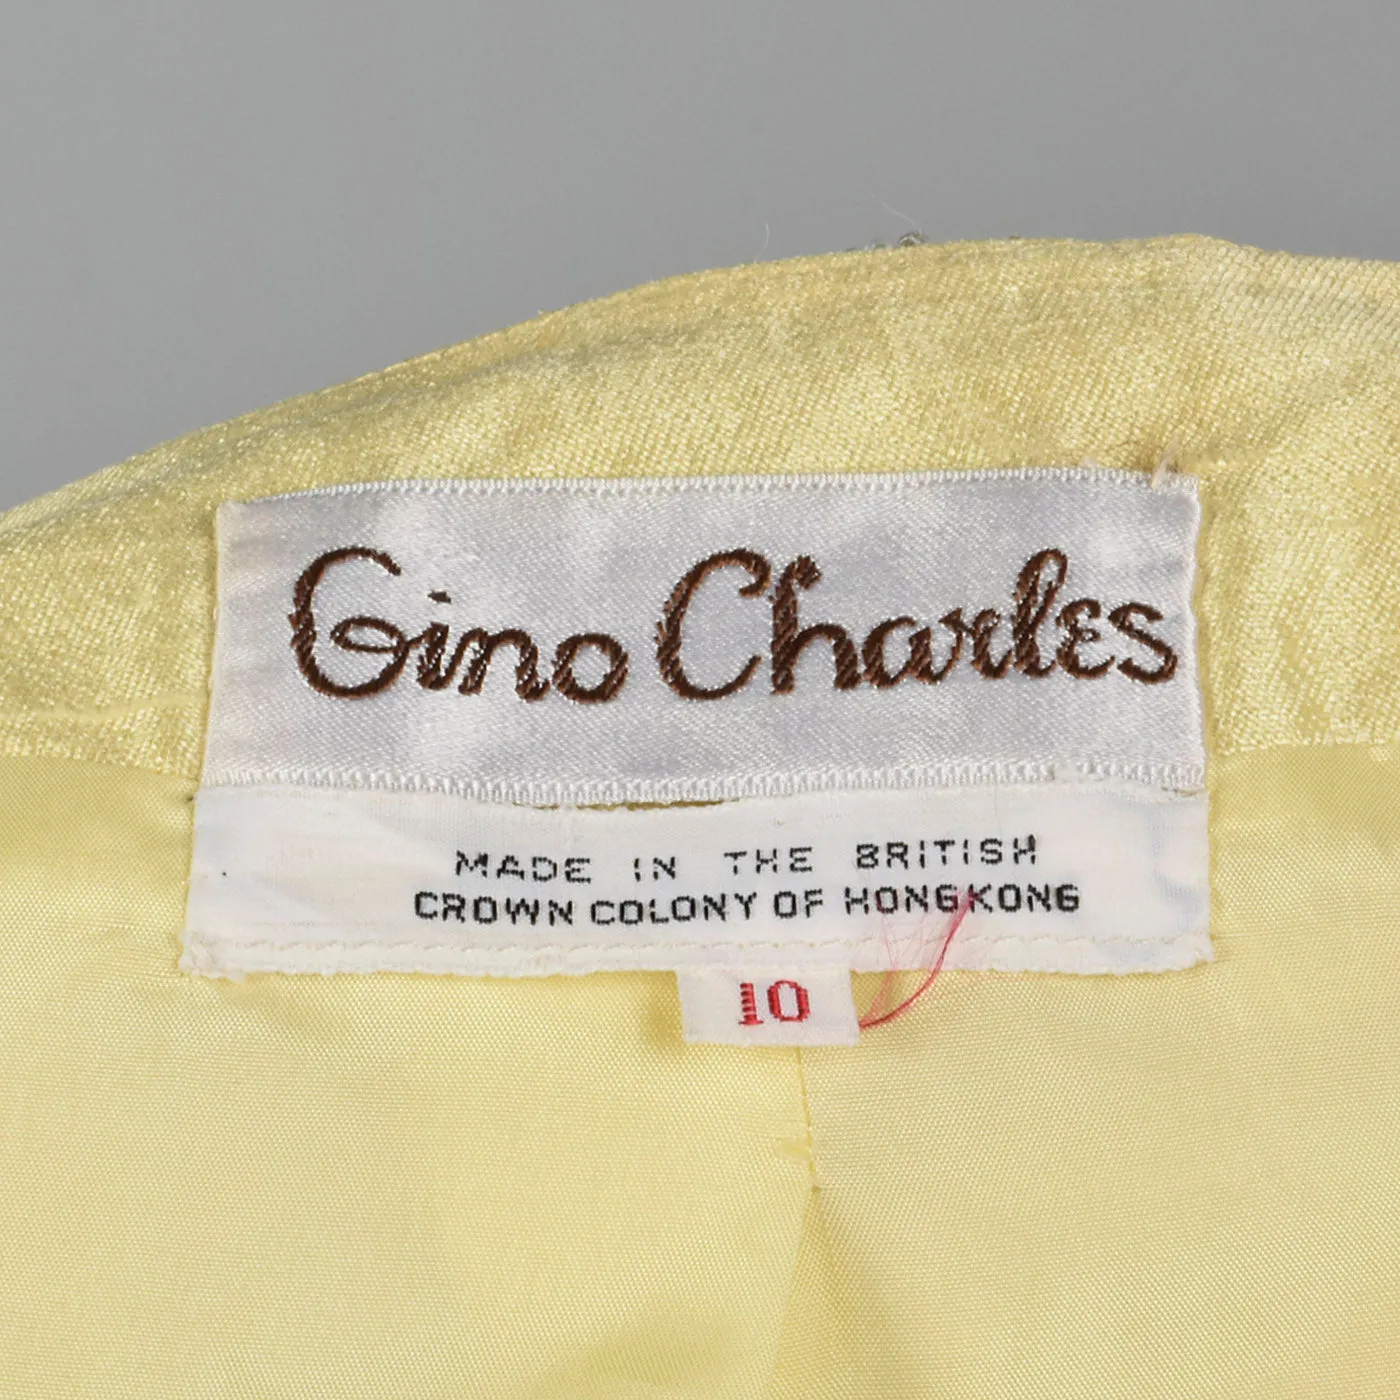 Gino Charles
MADE IN THE BRITISH
CROWN COLONY OF HONGKONG
10